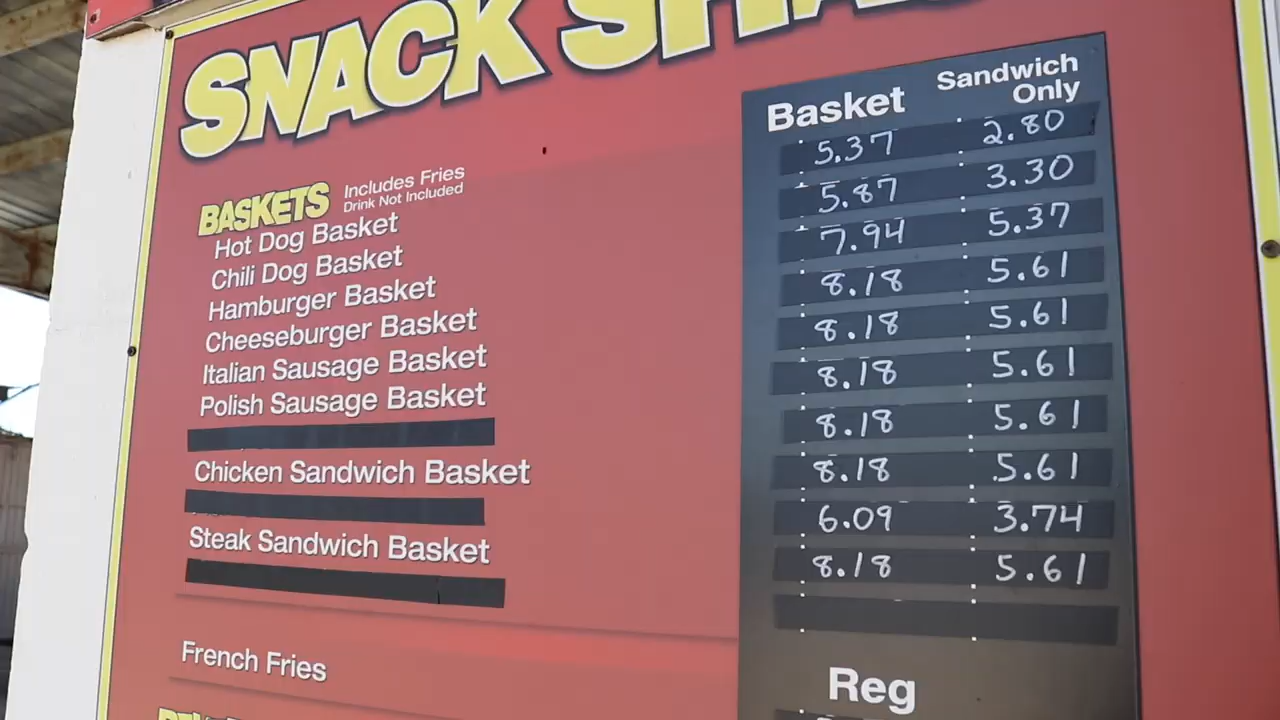 SNACK
BASKETS Includes Fries
Drink Not Included
Hot Dog Basket
Chili Dog Basket
Hamburger Basket
Cheeseburger Basket
Italian Sausage Basket
Polish Sausage Basket
Chicken Sandwich Basket
Steak Sandwich Basket
French Fries
Basket Sandwich Only
5.37 2.80
5.87 3.30
7.94 5.37
8.18 5.61
8.18 5.61
8.18 5.61
8.18 5.61
8.18 5.61
6.09 3.74
8.18 5.61
Reg